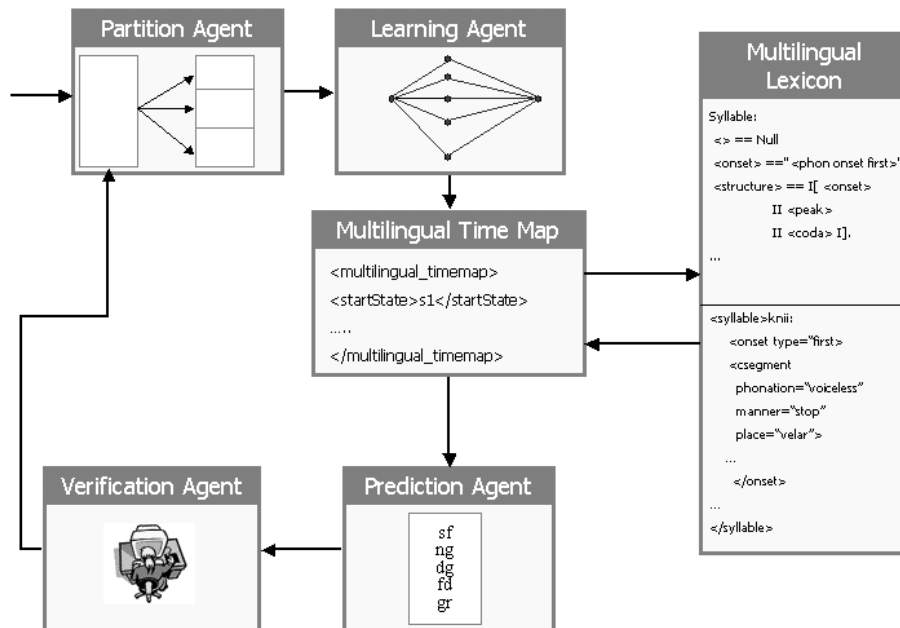 Partition Agent
Learning Agent
Multilingual
Lexicon
Syllable:
<> == Null
<onset> ==" <phon onset first>"
<structure> == I[ <onset>
II <peak>
II <coda> I].
...
<syllable>knii:
<onset type="first>
<csegment
phonation="voiceless"
manner="stop"
place="velar">
...
</onset>
...
</syllable>
Multilingual Time Map
<multilingual_timemap>
<startState>s1</startState>
.....
</multilingual_timemap>
Verification Agent
Prediction Agent
sf
ng
dg
fd
gr